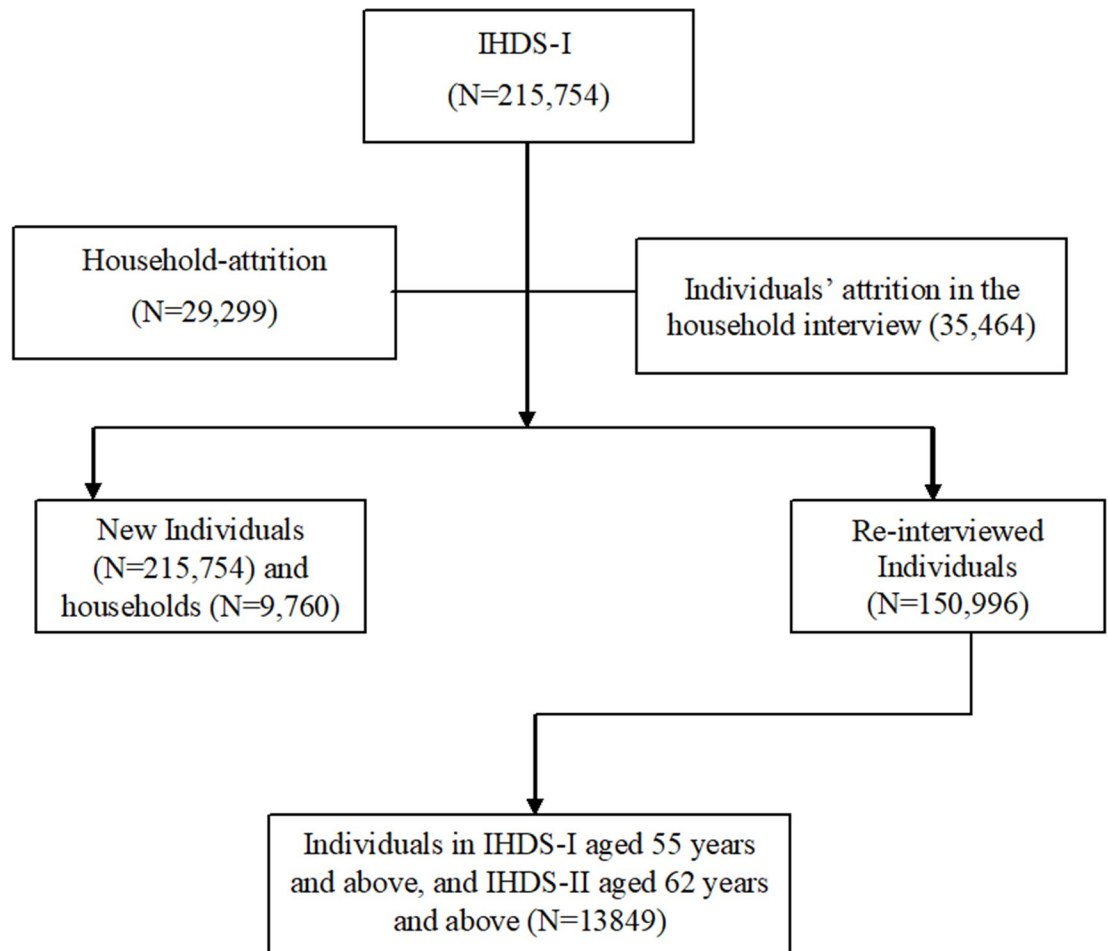 IHDS-I
(N=215,754)
Household-attrition
(N=29,299)
Individuals’ attrition in the
household interview (35,464)
New Individuals
(N=215,754) and
households (N=9,760)
Re-interviewed
Individuals
(N=150,996)
Individuals in IHDS-I aged 55 years
and above, and IHDS-II aged 62 years
and above (N=13849)